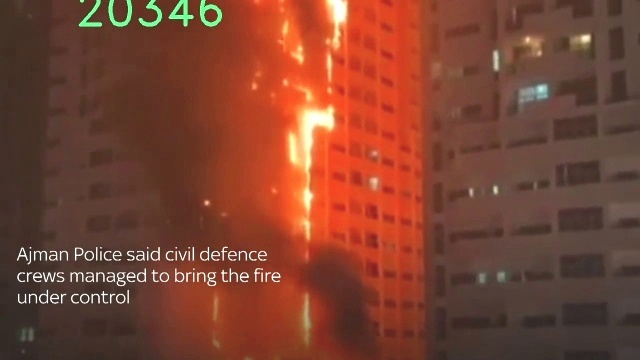 20346
Ajman Police said civil defence
crews managed to bring the fire
under control